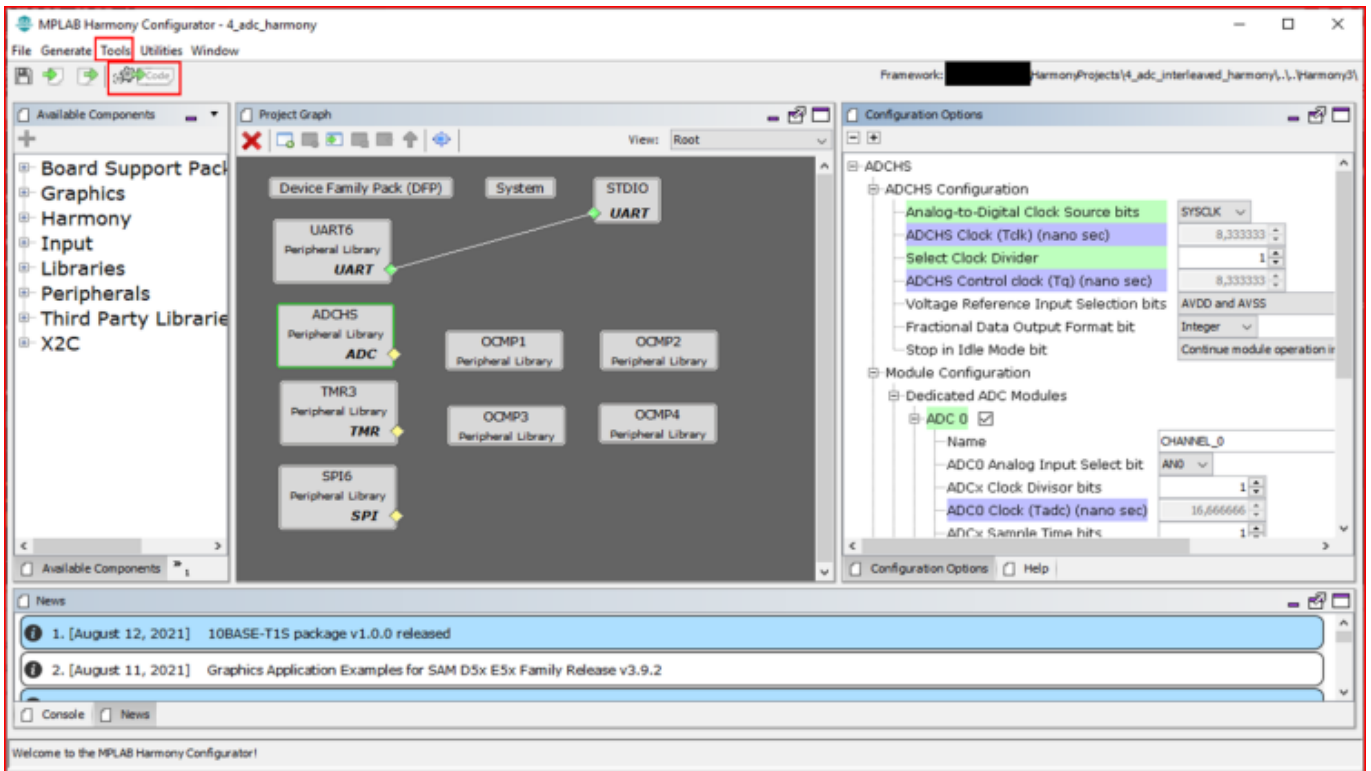 MPLAB Harmony Configurator - 4_adc_harmony
File Generate Tools Utilities Window
Code
Framework: HarmonyProjects\4_adc_interleaved_harmony\..\..\Harmony3\
Available Components
Board Support Pack
Graphics
Harmony
Input
Libraries
Peripherals
Third Party Librarie
X2C
Available Components
1
Project Graph
View: Root
Device Family Pack (DFP)
System
STDIO
UART
UART6
Peripheral Library
UART
ADCHS
Peripheral Library
ADC
OCMP1
Peripheral Library
OCMP2
Peripheral Library
TMR3
Peripheral Library
TMR
OCMP3
Peripheral Library
OCMP4
Peripheral Library
SPI6
Peripheral Library
SPI
Configuration Options
ADCHS
ADCHS Configuration
Analog-to-Digital Clock Source bits SYSCLK
ADCHS Clock (Tclk) (nano sec) 8,333333
Select Clock Divider 1
ADCHS Control clock (Tq) (nano sec) 8,333333
Voltage Reference Input Selection bits AVDD and AVSS
Fractional Data Output Format bit Integer
Stop in Idle Mode bit Continue module operation in
Module Configuration
Dedicated ADC Modules
ADC 0
Name CHANNEL_0
ADC0 Analog Input Select bit AN0
ADCx Clock Divisor bits 1
ADC0 Clock (Tadc) (nano sec) 16,666666
ADCx Sample Time bits 1
Configuration Options Help
News
1. [August 12, 2021] 10BASE-T1S package v1.0.0 released
2. [August 11, 2021] Graphics Application Examples for SAM D5x E5x Family Release v3.9.2
Console News
Welcome to the MPLAB Harmony Configurator!